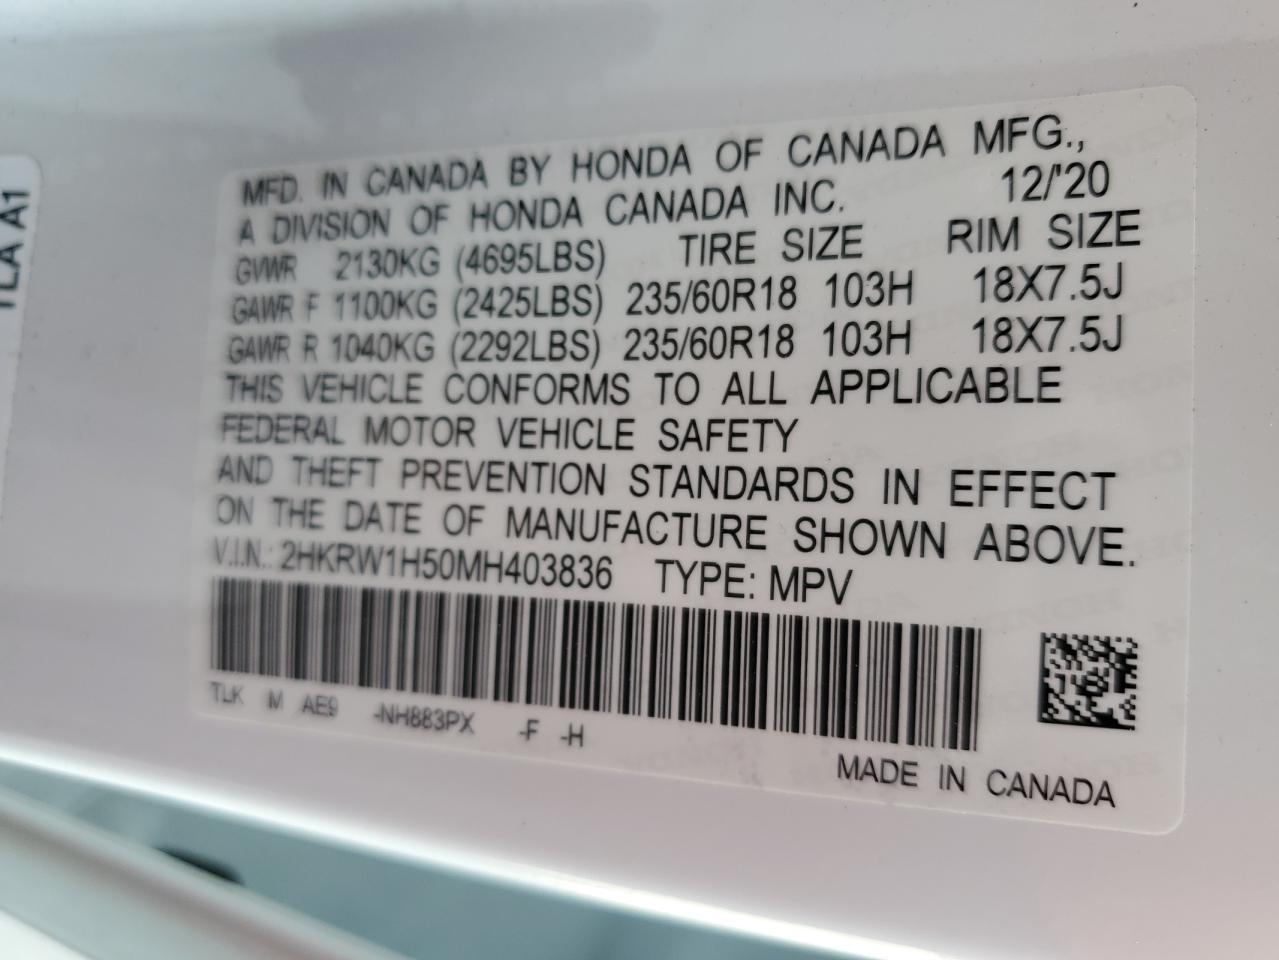 TLA A1
MFD. IN CANADA BY HONDA OF CANADA MFG.,
A DIVISION OF HONDA CANADA INC. 12/'20
GVWR 2130KG (4695LBS) TIRE SIZE RIM SIZE
GAWR F 1100KG (2425LBS) 235/60R18 103H 18X7.5J
GAWR R 1040KG (2292LBS) 235/60R18 103H 18X7.5J
THIS VEHICLE CONFORMS TO ALL APPLICABLE
FEDERAL MOTOR VEHICLE SAFETY
AND THEFT PREVENTION STANDARDS IN EFFECT
ON THE DATE OF MANUFACTURE SHOWN ABOVE.
V.I.N.: 2HKRW1H50MH403836 TYPE: MPV
TLK M AE9 -NH883PX -F -H
MADE IN CANADA